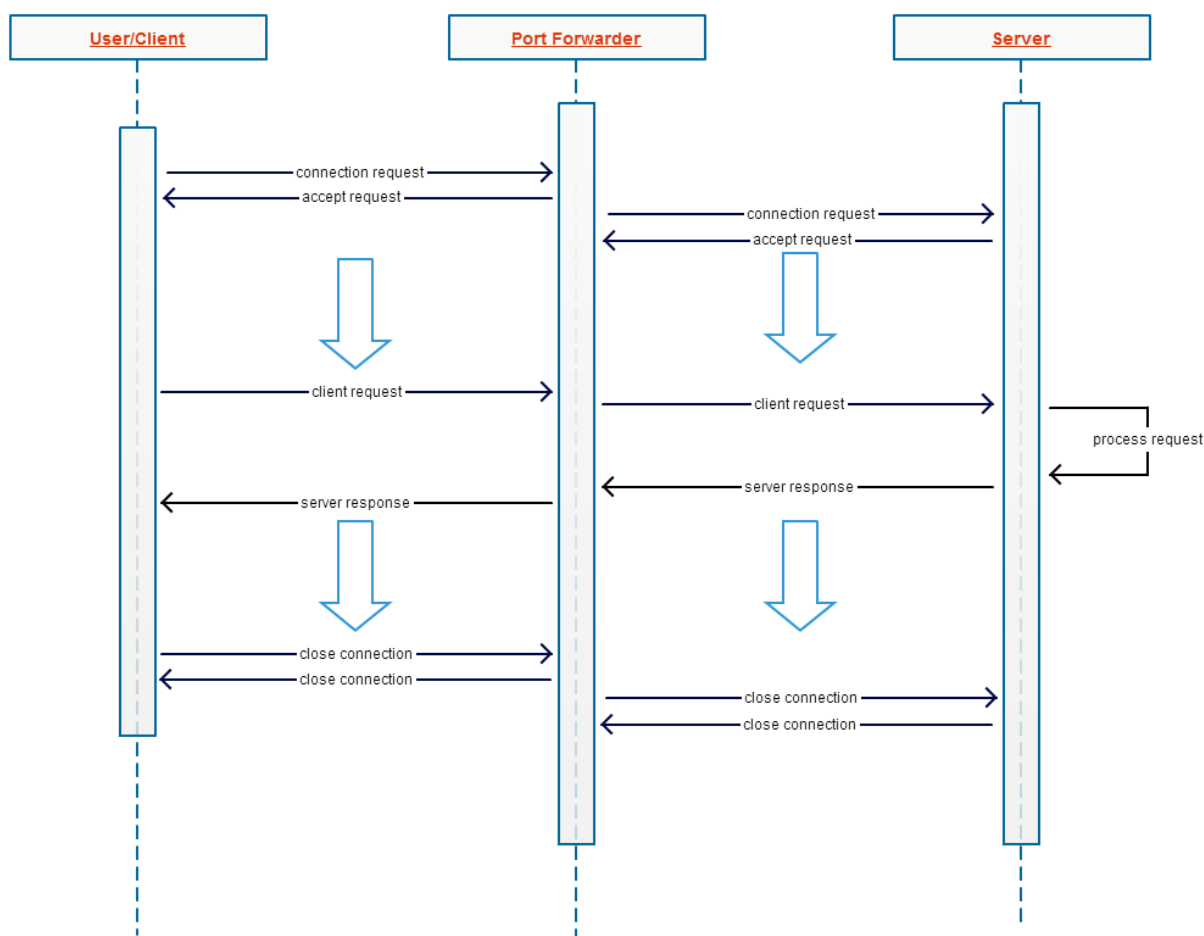 User/Client
Port Forwarder
Server
connection request
accept request
connection request
accept request
client request
client request
process request
server response
server response
close connection
close connection
close connection
close connection